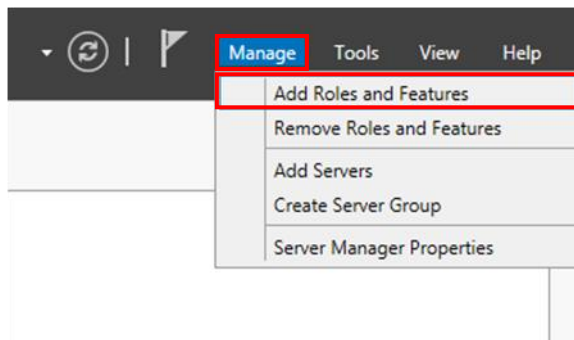 Manage Tools View Help
Add Roles and Features
Remove Roles and Features
Add Servers
Create Server Group
Server Manager Properties